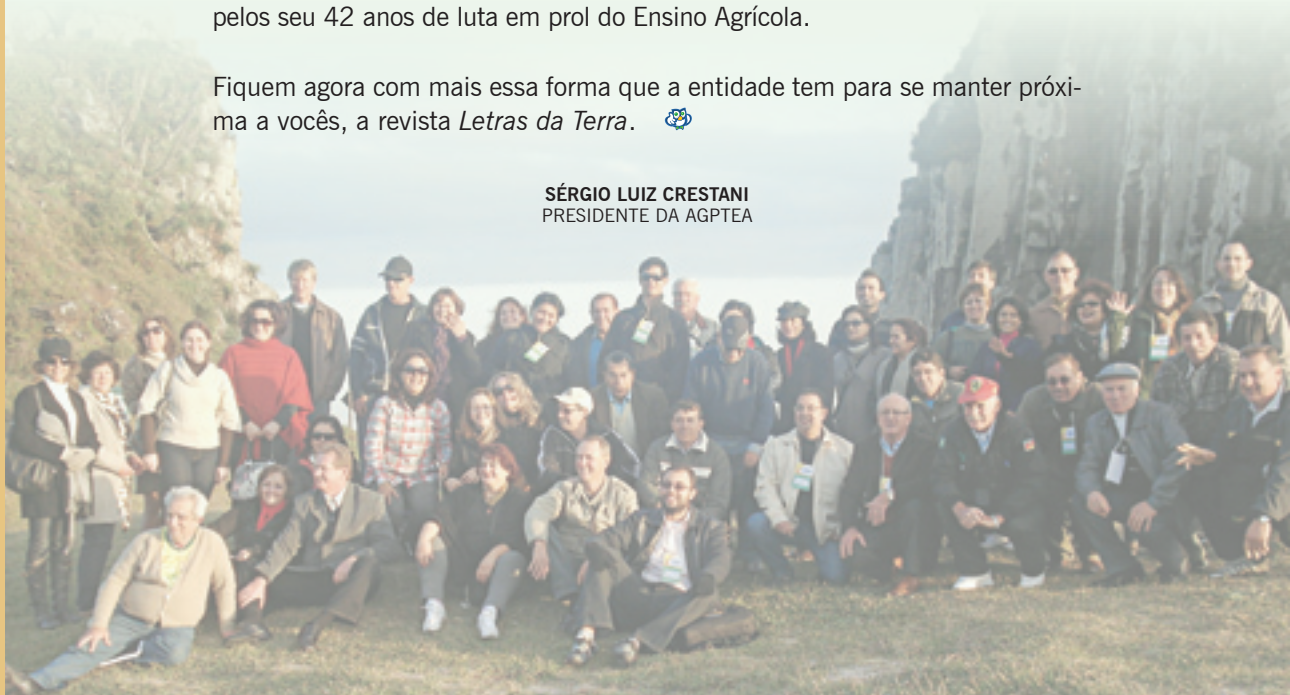 pelos seu 42 anos de luta em prol do Ensino Agrícola.
Fiquem agora com mais essa forma que a entidade tem para se manter próxi-
ma a vocês, a revista Letras da Terra.
SÉRGIO LUIZ CRESTANI
PRESIDENTE DA AGPTEA